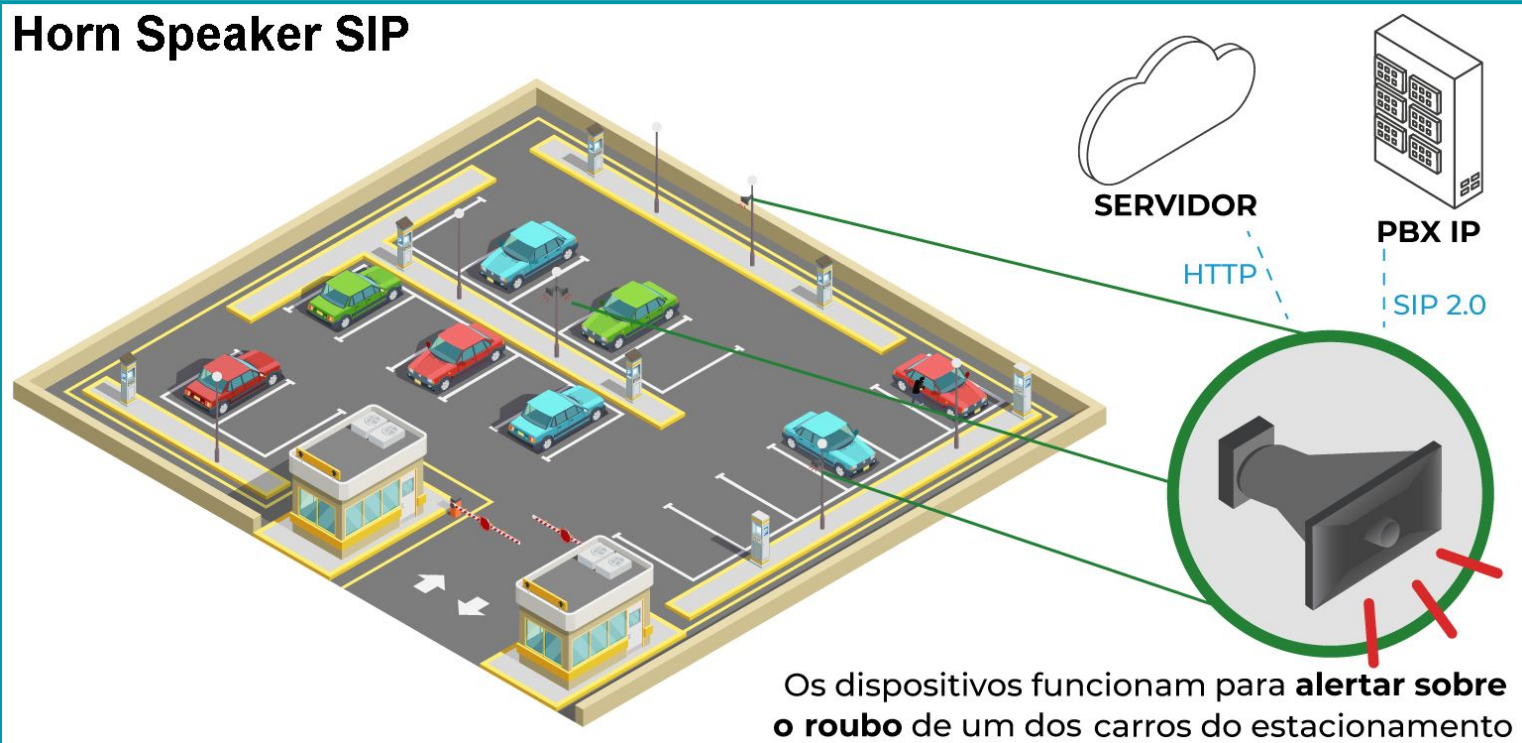 Horn Speaker SIP
SERVIDOR
PBX IP
HTTP
SIP 2.0
Os dispositivos funcionam para alertar sobre
o roubo de um dos carros do estacionamento